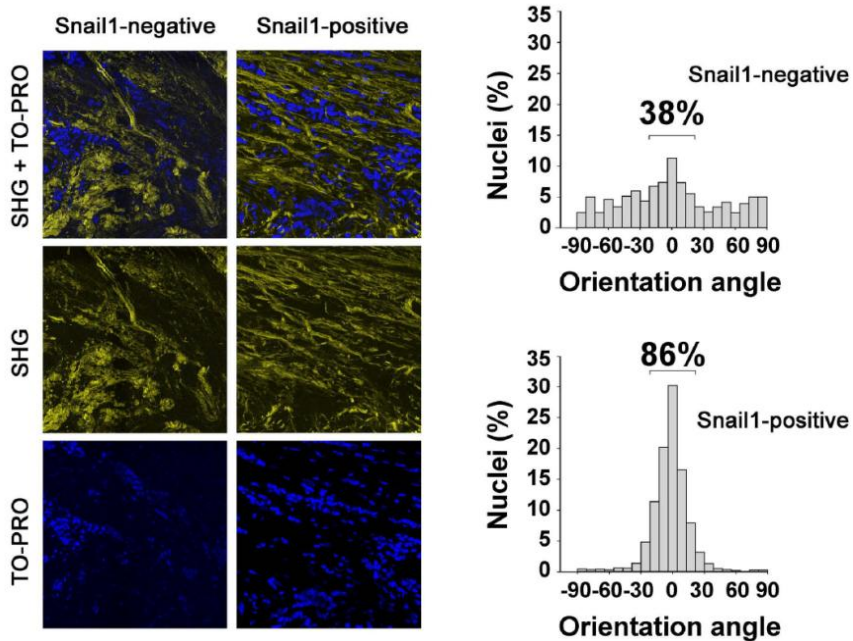 Snail1-negative Snail1-positive
SHG + TO-PRO
SHG
TO-PRO
35
30
25
20
15
10
5
0
Nuclei (%)
Snail1-negative
38%
-90 -60 -30 0 30 60 90
Orientation angle
35
30
25
20
15
10
5
0
Nuclei (%)
86%
Snail1-positive
-90 -60 -30 0 30 60 90
Orientation angle